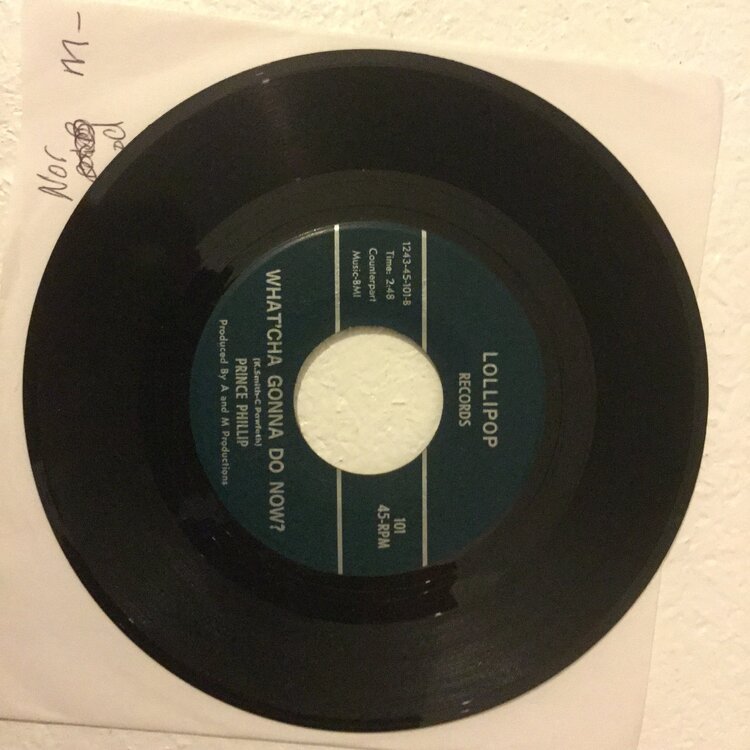 LOLLIPOP
RECORDS
1243-45-101-B
Time: 2:48
Counterpart
Music-BMI
101
45-RPM
WHAT'CHA GONNA DO NOW?
(K.Smith-C Pawfoth)
PRINCE PHILLIP
Produced By A and M Productions
M-